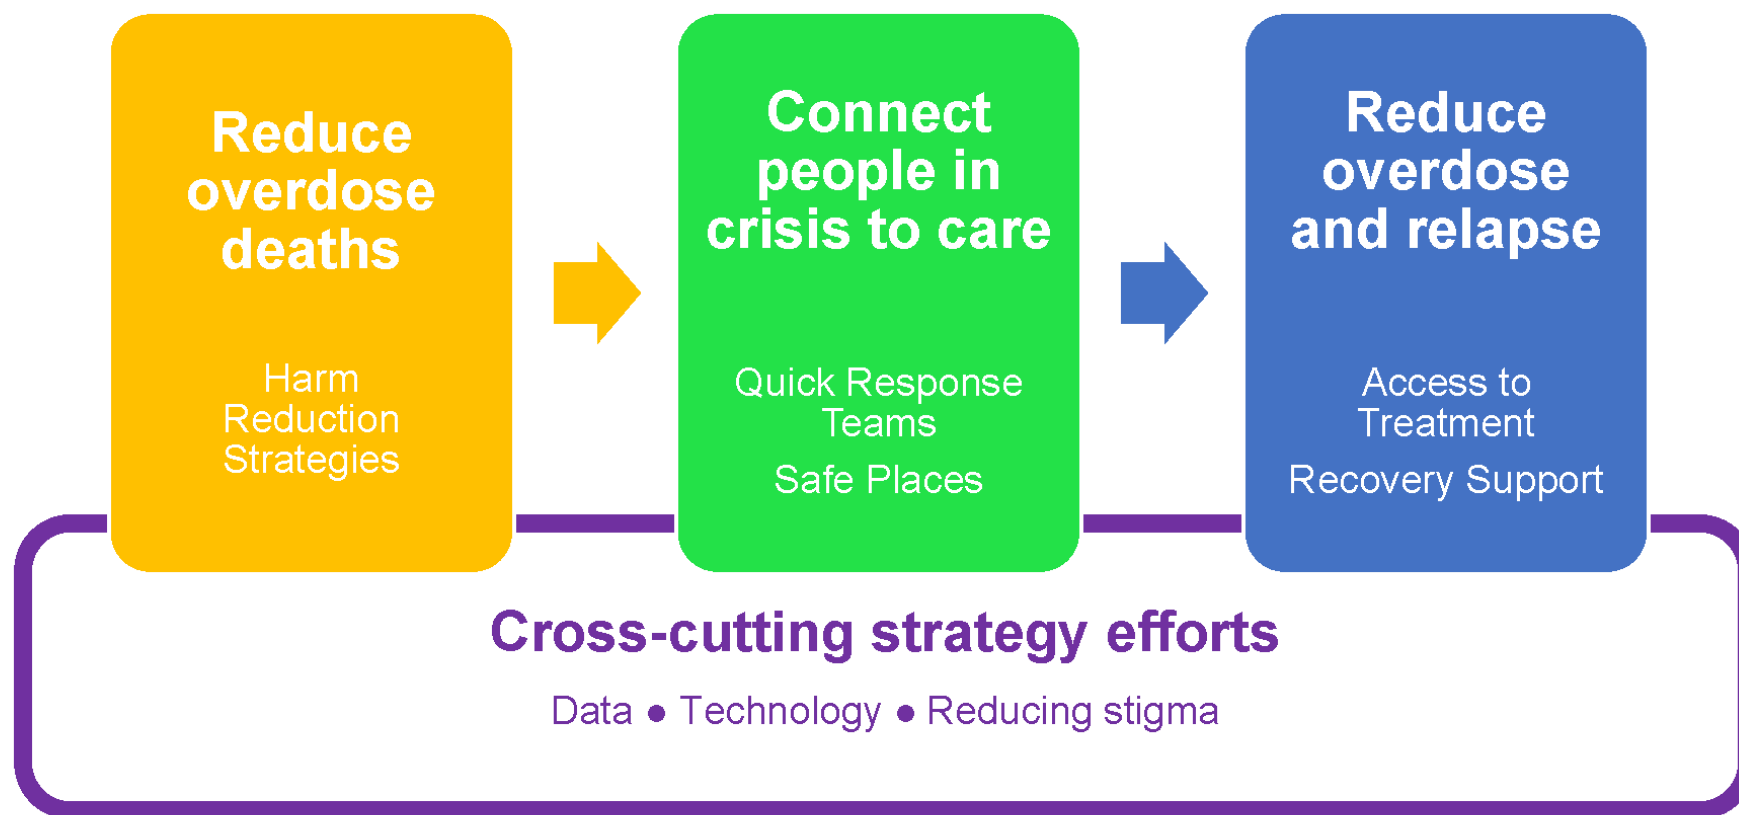 Reduce
overdose
deaths
Harm
Reduction
Strategies
Connect
people in
crisis to care
Quick Response
Teams
Safe Places
Reduce
overdose
and relapse
Access to
Treatment
Recovery Support
Cross-cutting strategy efforts
Data ● Technology ● Reducing stigma